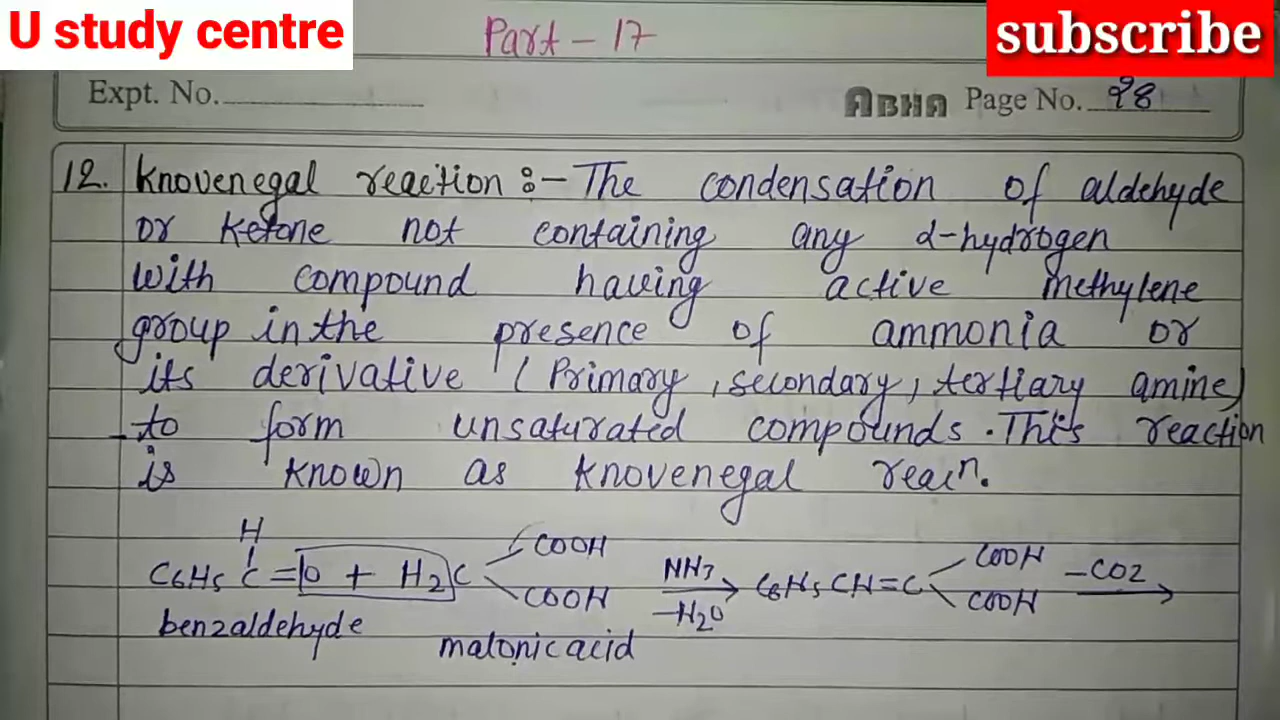 U study centre
Part - 17
subscribe
Expt. No.
ABHA Page No. 98
12. Knovenegal reaction :- The condensation of aldehyde
or Ketone not containing any α-hydrogen
with compound having active methylene
group in the presence of ammonia or
its derivative (Primary, secondary, tertiary amine)
to form unsaturated compounds. This reaction
is known as Knovenegal reacn.
H
C6H5 C = O + H2C COOH COOH NH3 -H2O C6H5 CH = C COOH COOH -CO2
benzaldehyde
malonic acid